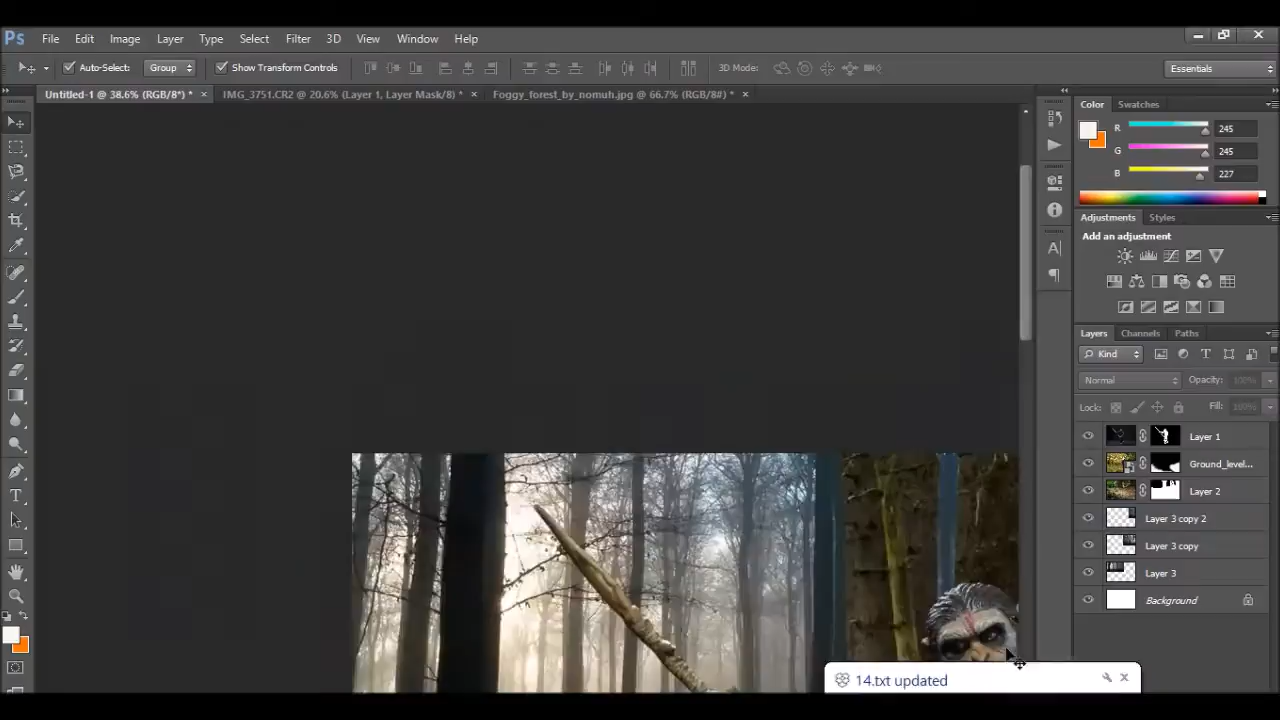 Ps File Edit Image Layer Type Select Filter 3D View Window Help
Auto-Select: Group Show Transform Controls 3D Mode: Essentials
Untitled-1 @ 38.6% (RGB/8*) * × IMG_3751.CR2 @ 20.6% (Layer 1, Layer Mask/8) * × Foggy_forest_by_nomuh.jpg @ 66.7% (RGB/8#) * ×
Color Swatches
R 245
G 245
B 227
Adjustments Styles
Add an adjustment
Layers Channels Paths
Kind
Normal Opacity: 100%
Lock: Fill: 100%
Layer 1
Ground_level...
Layer 2
Layer 3 copy 2
Layer 3 copy
Layer 3
Background
14.txt updated